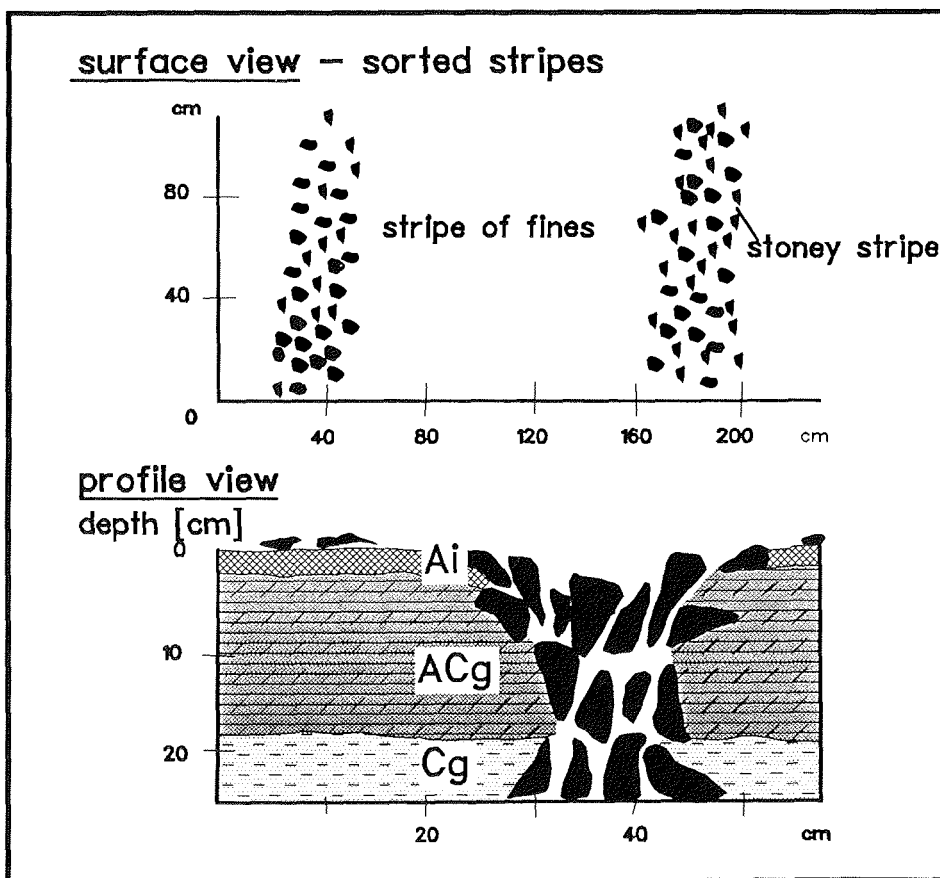 surface view – sorted stripes
cm
80
40
0
stripe of fines
stoney stripe
40 80 120 160 200 cm
profile view
depth [cm]
0
10
20
Ai
ACg
Cg
20 40 cm